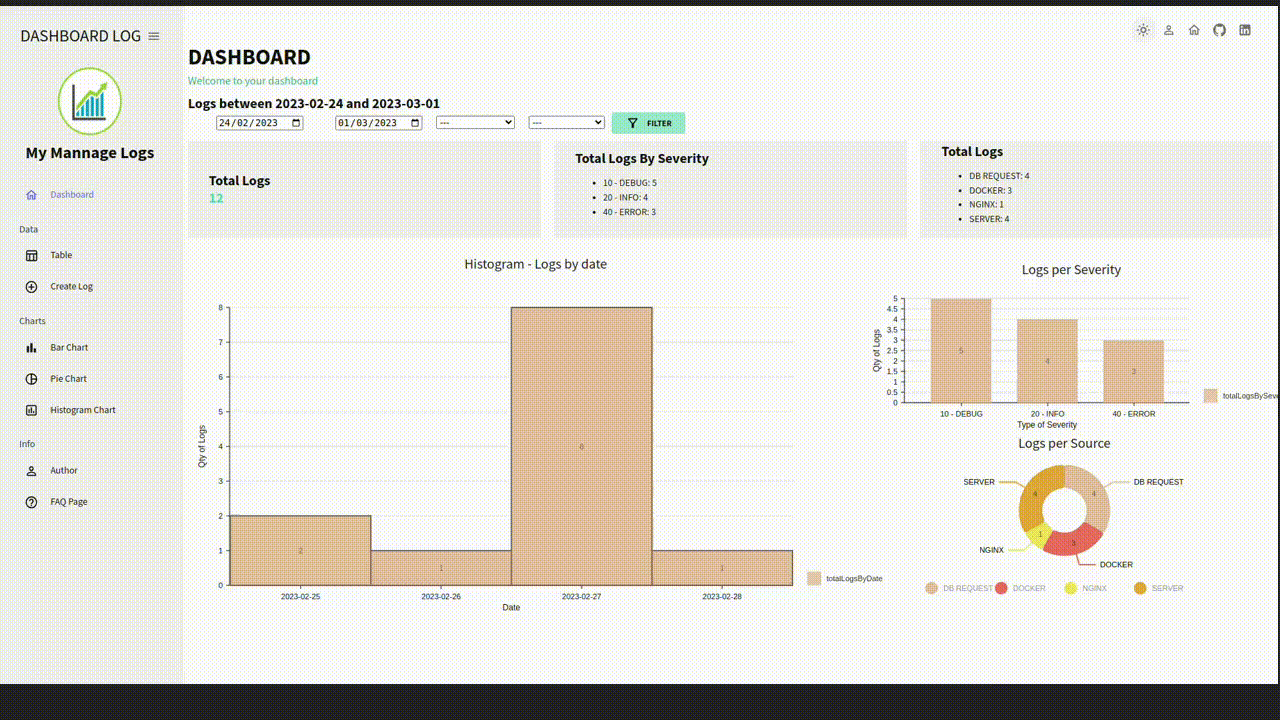 DASHBOARD LOG
My Mannage Logs
Dashboard
Data
Table
Create Log
Charts
Bar Chart
Pie Chart
Histogram Chart
Info
Author
FAQ Page
DASHBOARD
Welcome to your dashboard
Logs between 2023-02-24 and 2023-03-01
24/02/2023 01/03/2023 --- --- FILTER
Total Logs
12
Total Logs By Severity
10 - DEBUG: 5
20 - INFO: 4
40 - ERROR: 3
Total Logs
DB REQUEST: 4
DOCKER: 3
NGINX: 1
SERVER: 4
Histogram - Logs by date
Qty of Logs
8
7
6
5
4
3
2
1
0
2
1
8
1
2023-02-25 2023-02-26 2023-02-27 2023-02-28
Date
totalLogsByDate
Logs per Severity
Qty of Logs
5
4.5
4
3.5
3
2.5
2
1.5
1
0.5
0
5
4
3
10 - DEBUG 20 - INFO 40 - ERROR
Type of Severity
totalLogsBySeve
Logs per Source
SERVER DB REQUEST
4 4
1 3
NGINX
DOCKER
DB REQUEST DOCKER NGINX SERVER